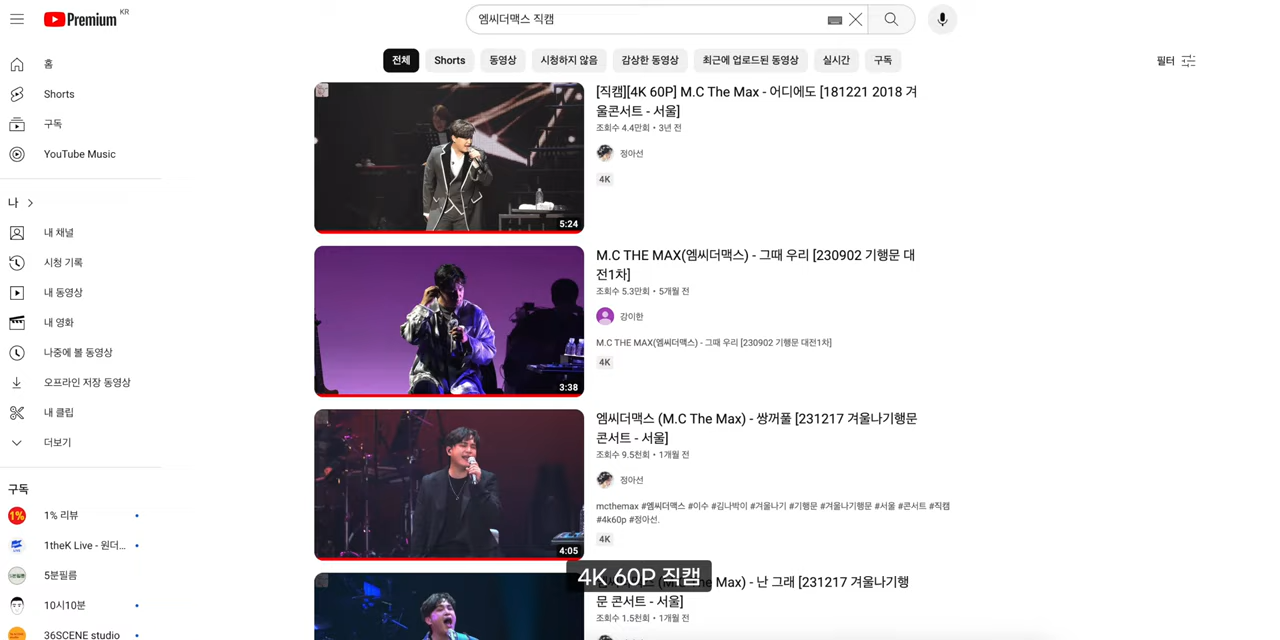 Premium KR
엠씨더맥스 직캠
전체
Shorts
동영상
시청하지 않음
감상한 동영상
최근에 업로드된 동영상
실시간
구독
필터
홈
Shorts
구독
YouTube Music
나
내 채널
시청 기록
내 동영상
내 영화
나중에 볼 동영상
오프라인 저장 동영상
내 클립
더보기
구독
1%
1% 리뷰
1theK Live - 원더...
5분필름
10시10분
36SCENE studio
5:24
[직캠][4K 60P] M.C The Max - 어디에도 [181221 2018 겨
울콘서트 - 서울]
조회수 4.4만회 • 3년 전
정아선
4K
3:38
M.C THE MAX(엠씨더맥스) - 그때 우리 [230902 기행문 대
전1차]
조회수 5.3만회 • 5개월 전
강이한
M.C THE MAX(엠씨더맥스) - 그때 우리 [230902 기행문 대전1차]
4K
4:05
엠씨더맥스 (M.C The Max) - 쌍꺼풀 [231217 겨울나기행문
콘서트 - 서울]
조회수 9.5천회 • 1개월 전
정아선
mcthemax #엠씨더맥스 #이수 #김나박이 #겨울나기 #기행문 #겨울나기행문 #서울 #콘서트 #직캠
#4k60p #정아선.
4K
4K 60P 직캠
Max) - 난 그래 [231217 겨울나기행
문 콘서트 - 서울]
조회수 1.5천회 • 1개월 전